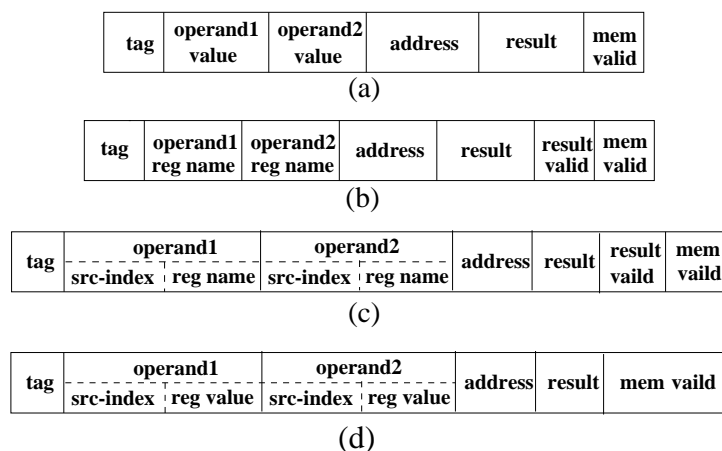 tag operand1 value operand2 value address result mem valid
(a)
tag operand1 reg name operand2 reg name address result result valid mem valid
(b)
tag operand1 operand2 address result result vaild mem vaild
src-index reg name src-index reg name
(c)
tag operand1 operand2 address result mem vaild
src-index reg value src-index reg value
(d)